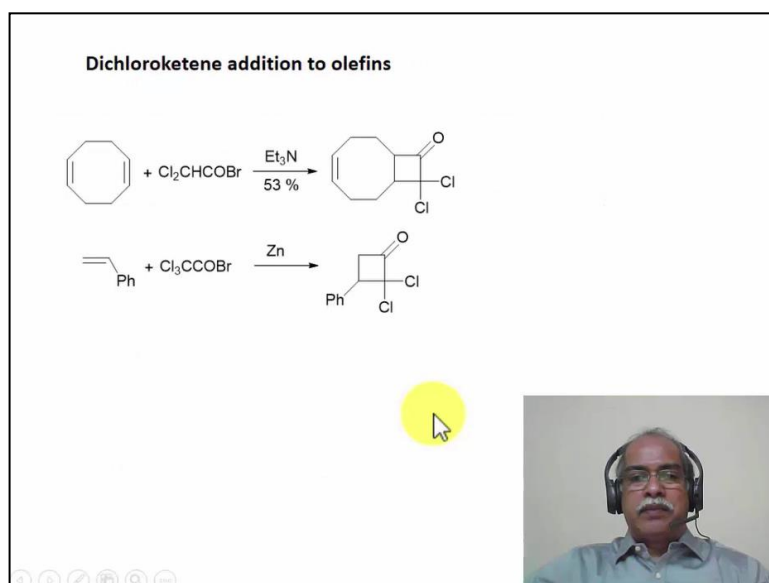 Dichloroketene addition to olefins
+ Cl₂CHCOBr
Et₃N
53 %
O
Cl
Cl
Ph
+ Cl₃CCOBr
Zn
O
Ph
Cl
Cl